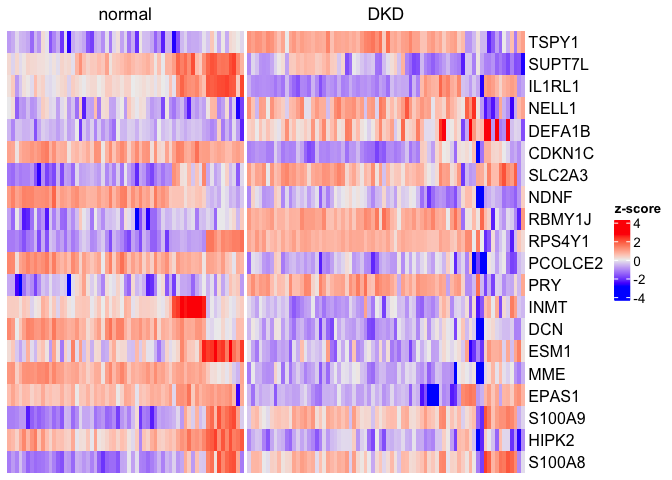 normal DKD
TSPY1
SUPT7L
IL1RL1
NELL1
DEFA1B
CDKN1C
SLC2A3
NDNF
RBMY1J
RPS4Y1
PCOLCE2
PRY
INMT
DCN
ESM1
MME
EPAS1
S100A9
HIPK2
S100A8
z-score
4
2
0
-2
-4